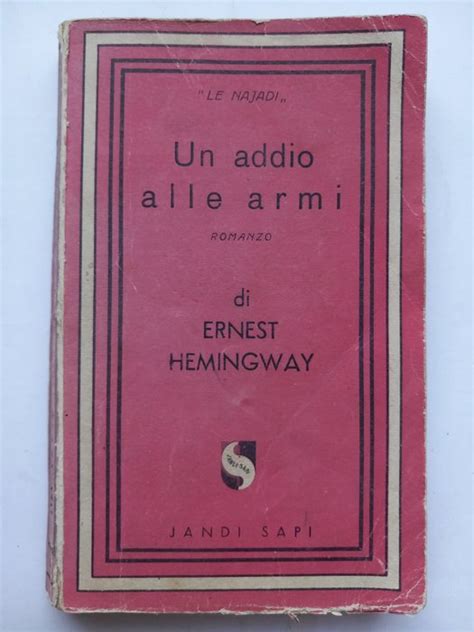 "LE NAJADI„
Un addio
alle armi
ROMANZO
di
ERNEST
HEMINGWAY
JANDI SAPI